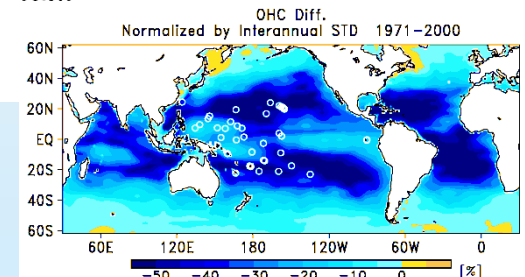 OHC Diff.
Normalized by Interannual STD 1971-2000
60N
40N
20N
EQ
20S
40S
60S
60E 120E 180 120W 60W 0
-50 -40 -30 -20 -10 0 [%]